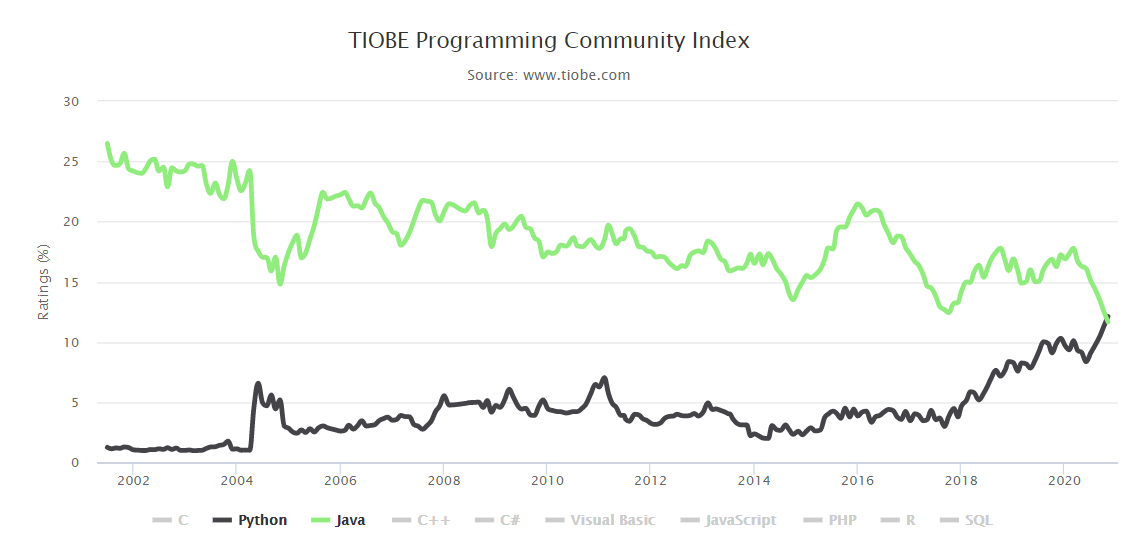 TIOBE Programming Community Index
Source: www.tiobe.com
Ratings (%)
30
25
20
15
10
5
0
2002 2004 2006 2008 2010 2012 2014 2016 2018 2020
C Python Java C++ C# Visual Basic JavaScript PHP R SQL